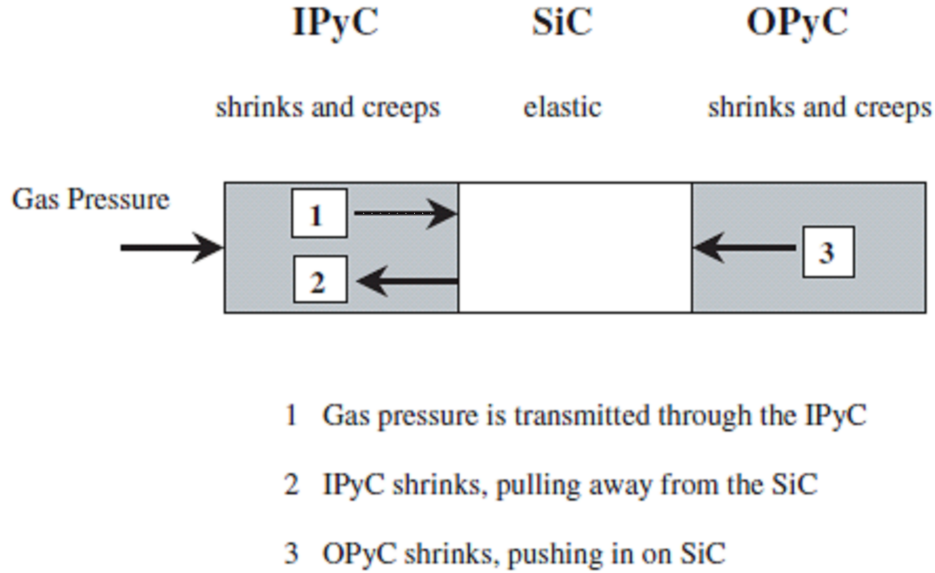 IPyC SiC OPyC
shrinks and creeps elastic shrinks and creeps
Gas Pressure
1
2
3
1 Gas pressure is transmitted through the IPyC
2 IPyC shrinks, pulling away from the SiC
3 OPyC shrinks, pushing in on SiC